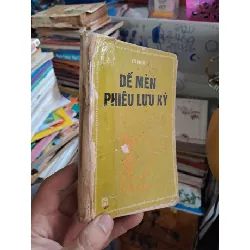 DẾ MÈN
PHIÊU LƯU KÝ